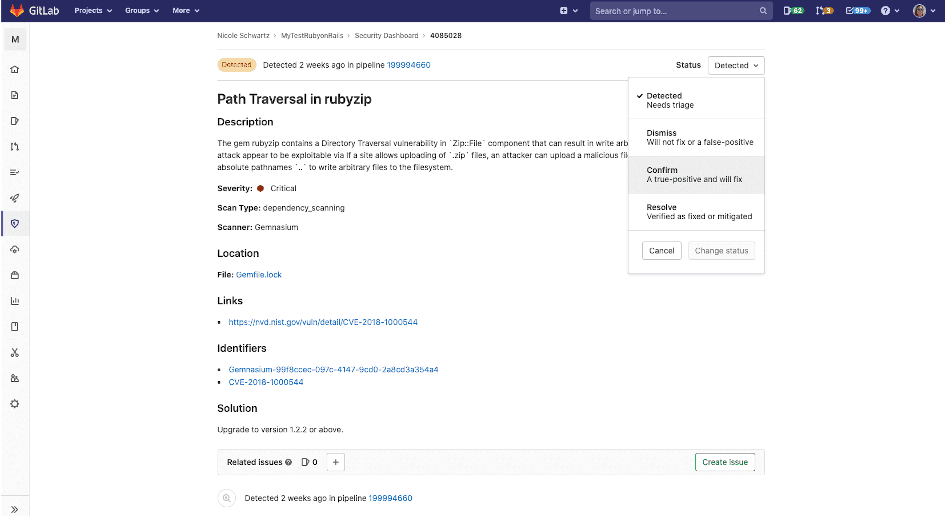 GitLab Projects Groups More Search or jump to... 62 3 99+
M
Nicole Schwartz > MyTestRubyonRails > Security Dashboard > 4085028
Detected Detected 2 weeks ago in pipeline 199994660 Status Detected
Path Traversal in rubyzip
Description
The gem rubyzip contains a Directory Traversal vulnerability in `Zip::File` component that can result in write arb
attack appear to be exploitable via If a site allows uploading of `.zip` files, an attacker can upload a malicious fil
absolute pathnames `..` to write arbitrary files to the filesystem.
Severity: Critical
Scan Type: dependency_scanning
Scanner: Gemnasium
Location
File: Gemfile.lock
Links
https://nvd.nist.gov/vuln/detail/CVE-2018-1000544
Identifiers
Gemnasium-99f8ccec-097c-4147-9cd0-2a8cd3a354a4
CVE-2018-1000544
Solution
Upgrade to version 1.2.2 or above.
Related issues 0 + Create issue
Detected 2 weeks ago in pipeline 199994660
Detected
Needs triage
Dismiss
Will not fix or a false-positive
Confirm
A true-positive and will fix
Resolve
Verified as fixed or mitigated
Cancel Change status